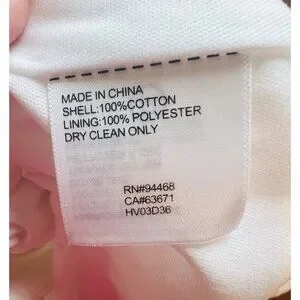 MADE IN CHINA
SHELL:100%COTTON
LINING:100% POLYESTER
DRY CLEAN ONLY
RN#94468
CA#63671
HV03D36